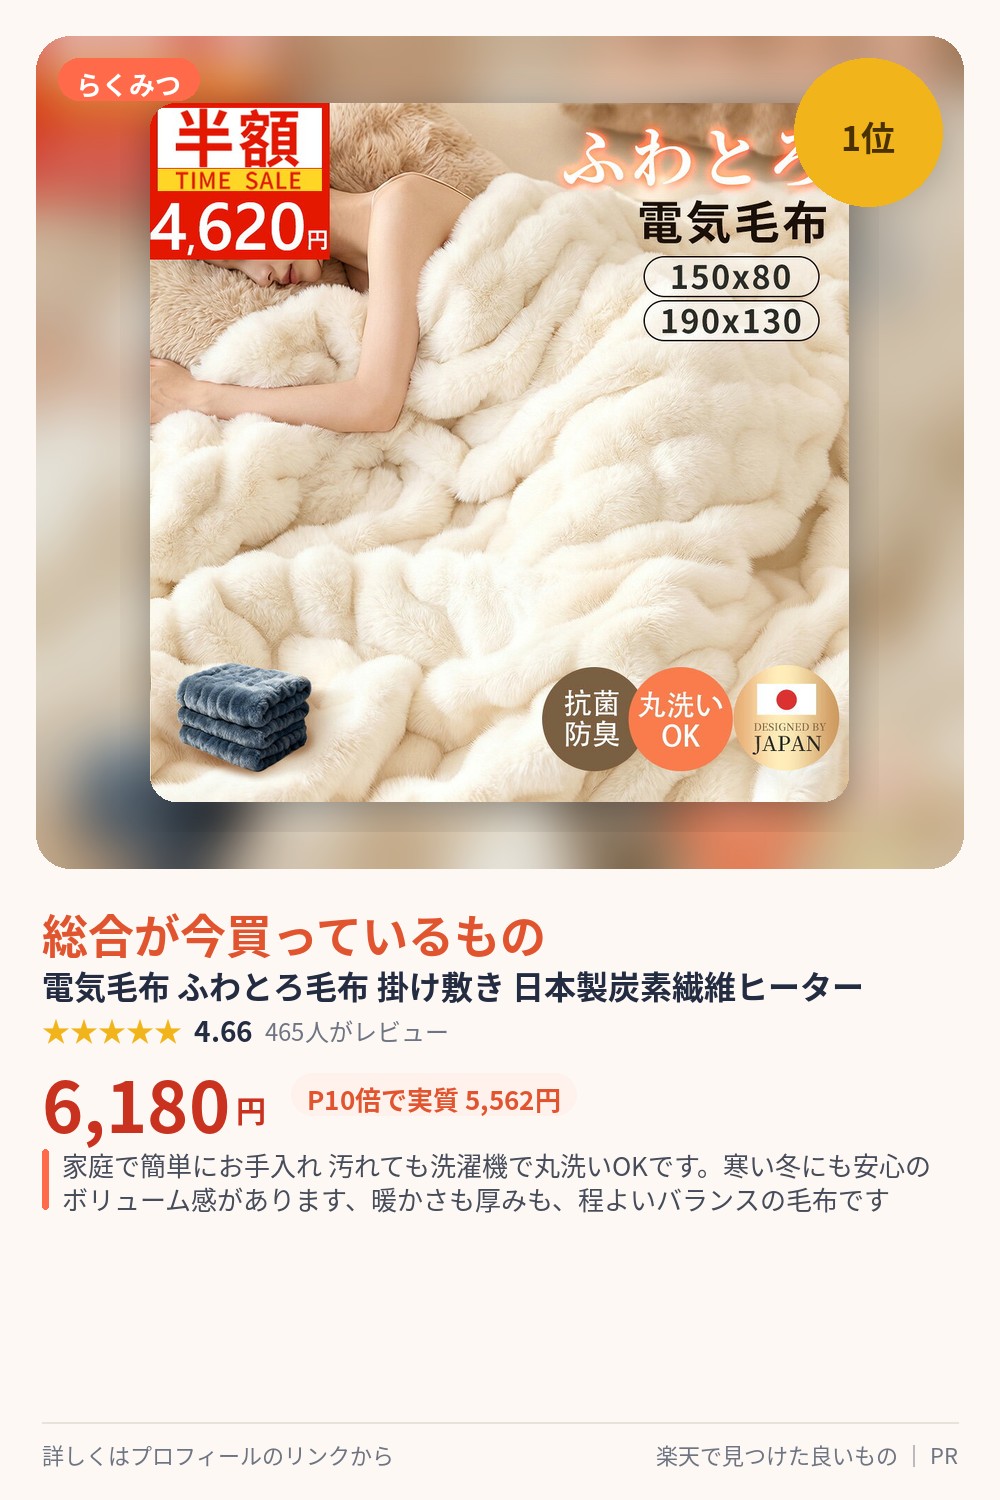 らくみつ
半額
TIME SALE
4,620円
ふわとろ
1位
電気毛布
150x80
190x130
抗菌
防臭
丸洗い
OK
DESIGNED BY
JAPAN
総合が今買っているもの
電気毛布 ふわとろ毛布 掛け敷き 日本製炭素繊維ヒーター
★★★★★ 4.66 465人がレビュー
6,180円 P10倍で実質 5,562円
家庭で簡単にお手入れ 汚れても洗濯機で丸洗いOKです。寒い冬にも安心の
ボリューム感があります、暖かさも厚みも、程よいバランスの毛布です
詳しくはプロフィールのリンクから
楽天で見つけた良いもの ｜ PR